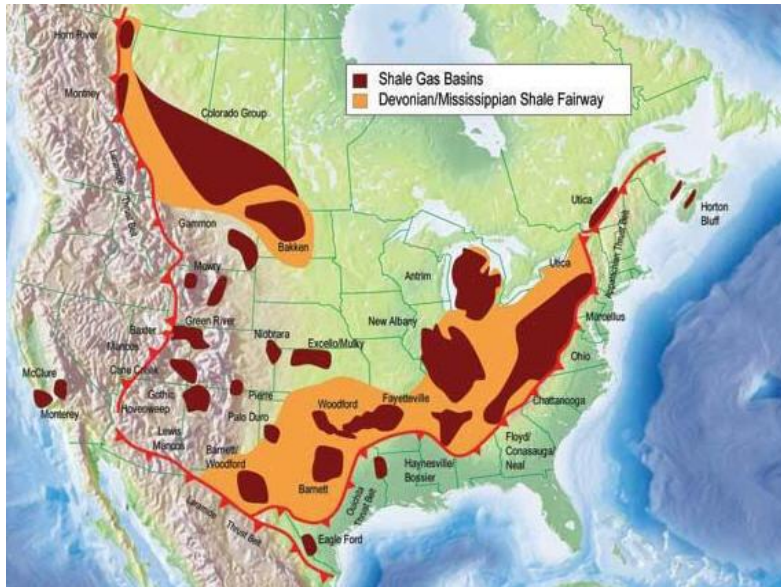 Horn River
Shale Gas Basins
Devonian/Mississippian Shale Fairway
Montney
Colorado Group
Laramide
Thrust Belt
Utica
Horton
Bluff
Gammon
Bakken
Appalachian Thrust Belt
Utica
Mowry
Antrim
Marcellus
Green River
New Albany
Baxter
Niobrara
Excello/Mulky
Mancos
Ohio
McClure
Cane Creek
Gothic
Pierre
Woodford
Fayetteville
Chattanooga
Monterey
Hoveoweep
Palo Duro
Lewis
Mancos
Barnett/
Woodford
Haynesville/
Bossier
Floyd/
Conasauga/
Neal
Barnett
Ouchita
Thrust Belt
Laramide
Thrust Belt
Eagle Ford